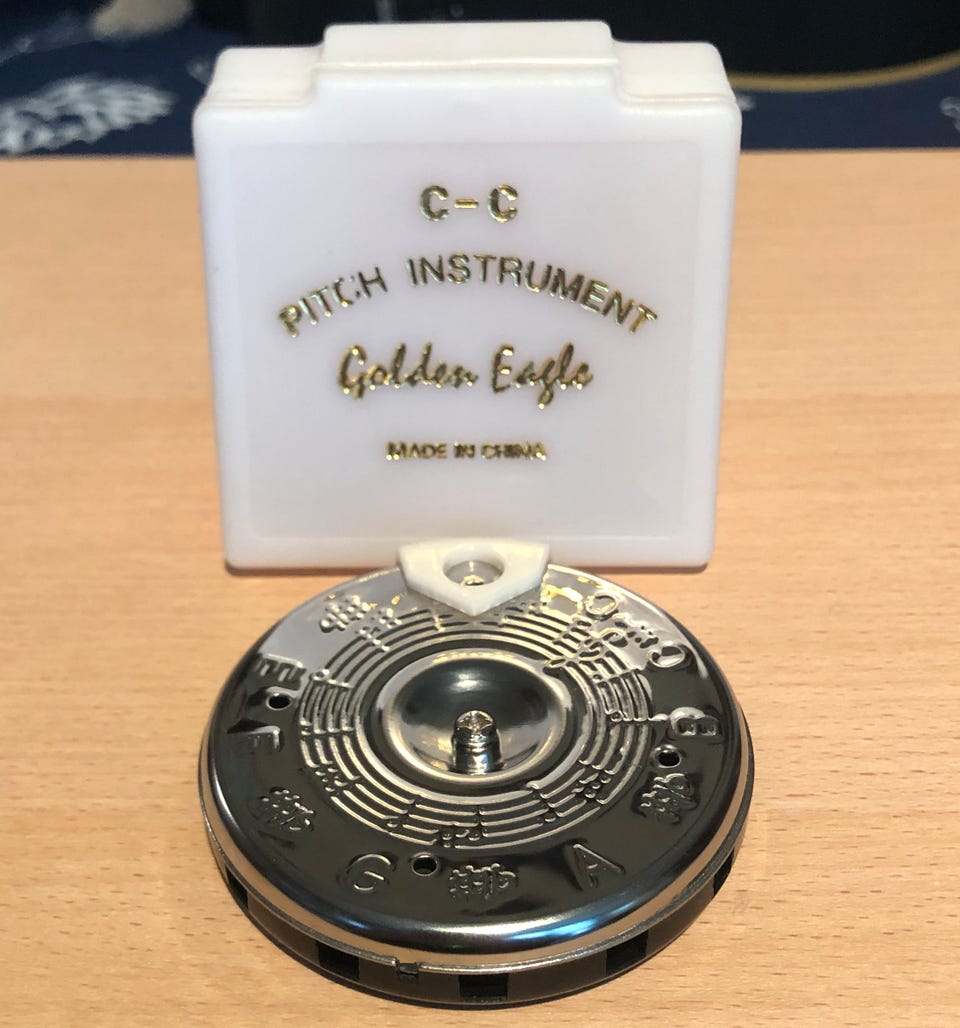 C-C
PITCH INSTRUMENT
Golden Eagle
MADE IN CHINA
E
F
G
A
B
C
D